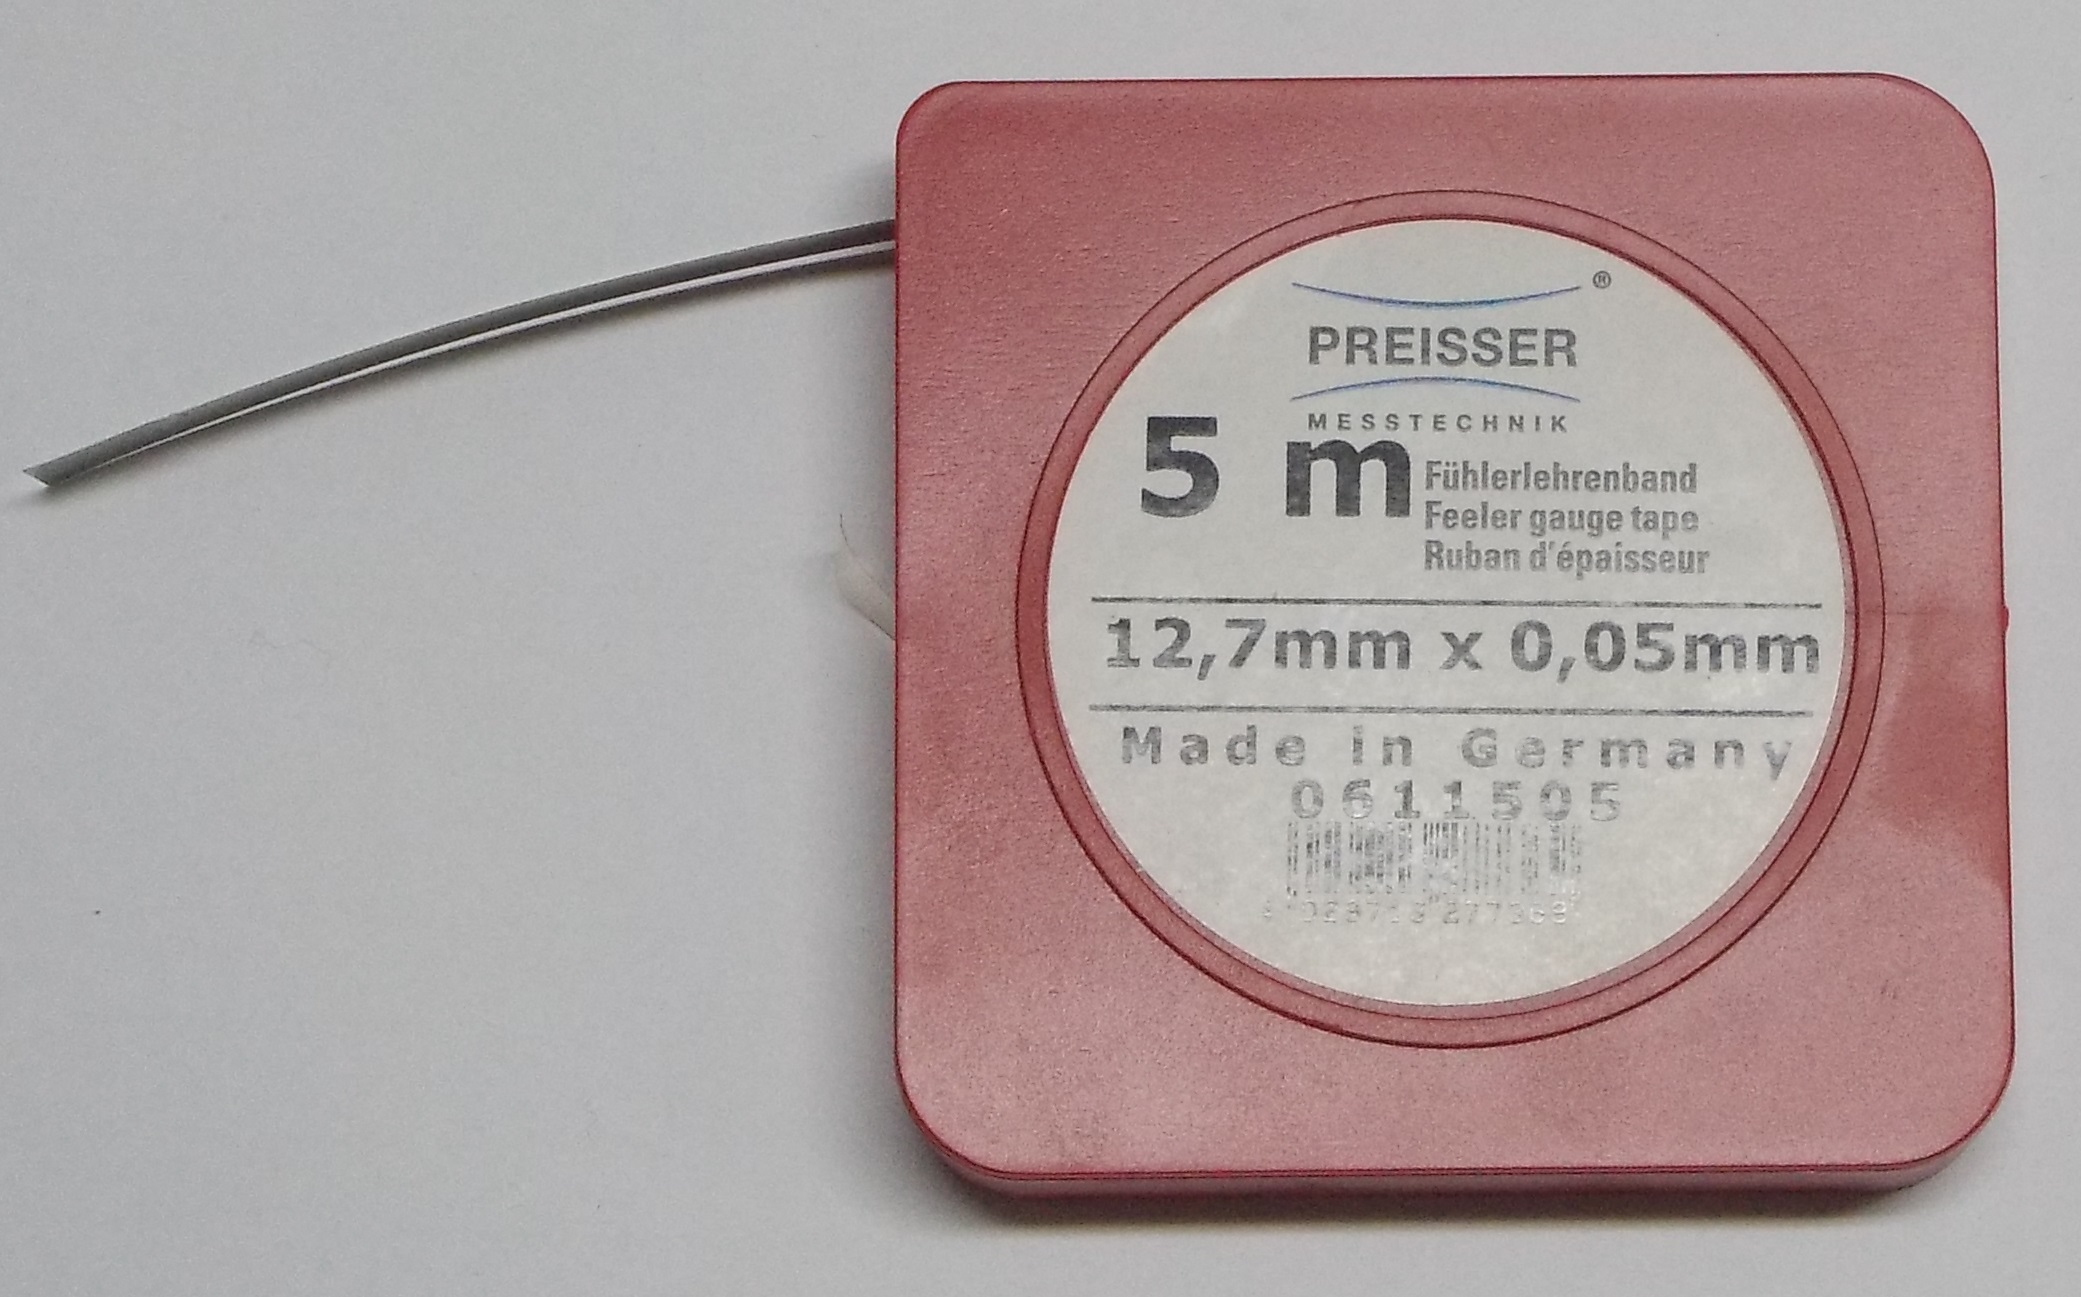 ®
PREISSER
MESSTECHNIK
5 m
Fühlerlehrenband
Feeler gauge tape
Ruban d'épaisseur
12,7mm x 0,05mm
Made in Germany
0611505